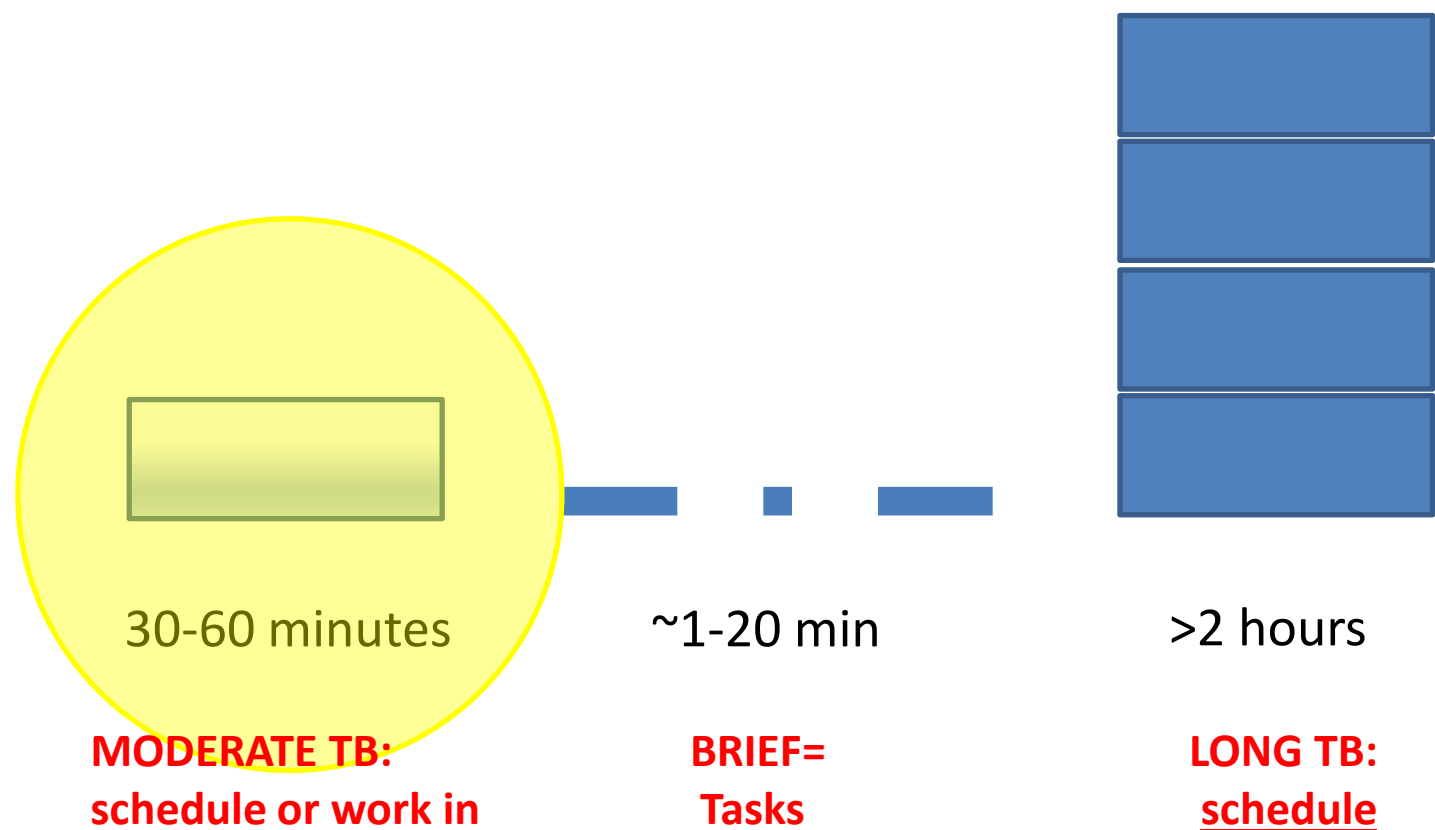 30-60 minutes
~1-20 min
>2 hours
MODERATE TB:
schedule or work in
BRIEF=
Tasks
LONG TB:
schedule